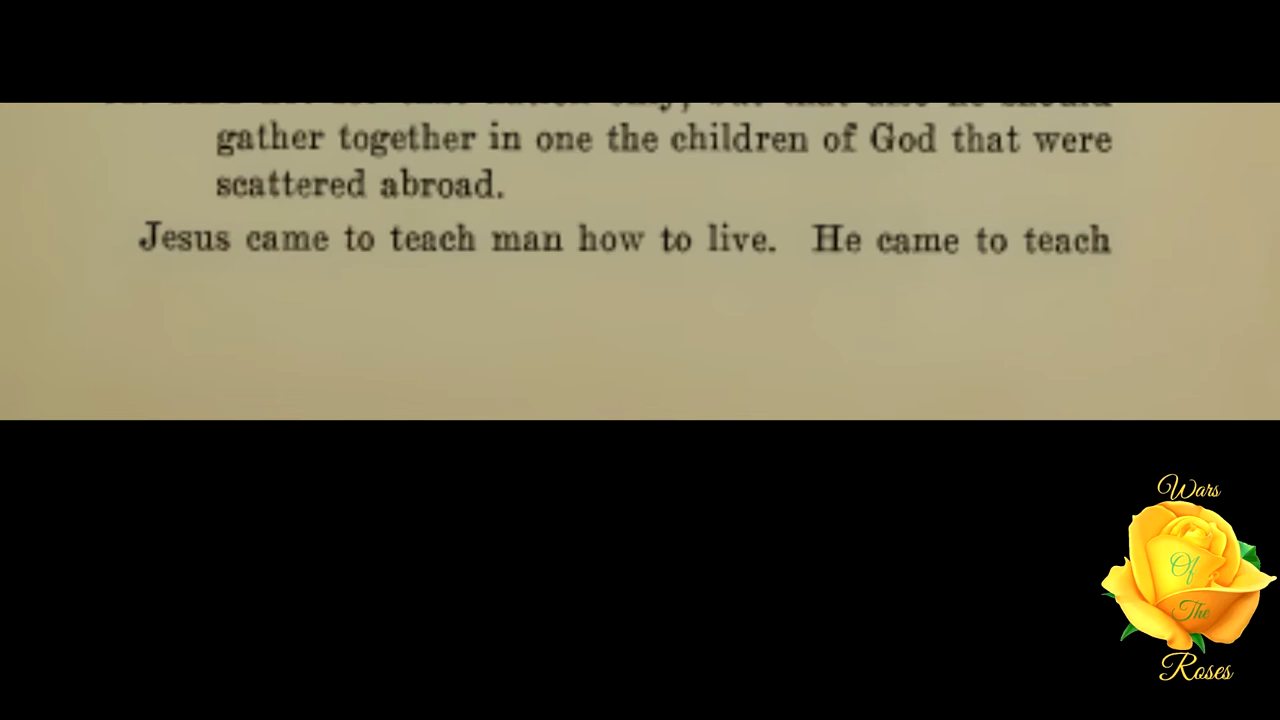 gather together in one the children of God that were
scattered abroad.
Jesus came to teach man how to live. He came to teach
Wars
Of
The
Roses